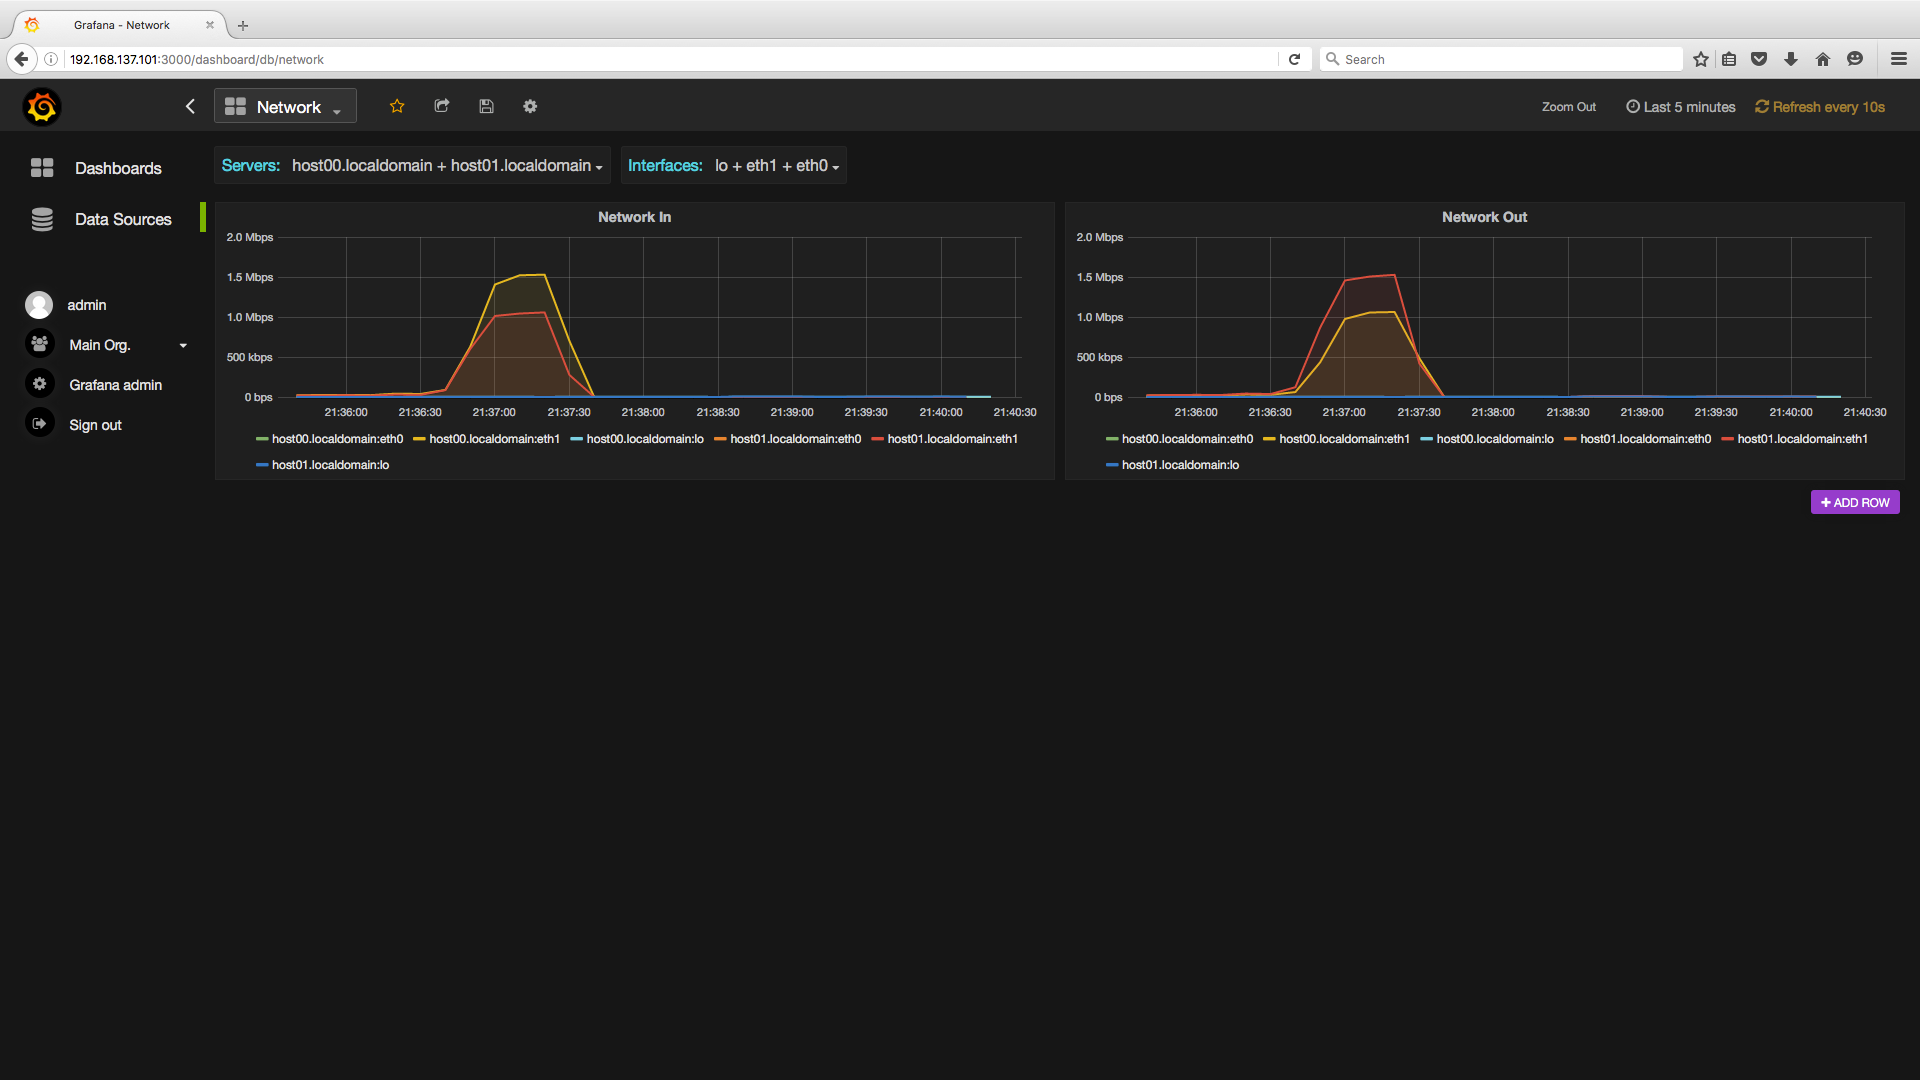 Grafana - Network
192.168.137.101:3000/dashboard/db/network
Search
Network
Zoom Out
Last 5 minutes
Refresh every 10s
Dashboards
Data Sources
admin
Main Org.
Grafana admin
Sign out
Servers: host00.localdomain + host01.localdomain
Interfaces: lo + eth1 + eth0
Network In
2.0 Mbps
1.5 Mbps
1.0 Mbps
500 kbps
0 bps
21:36:00 21:36:30 21:37:00 21:37:30 21:38:00 21:38:30 21:39:00 21:39:30 21:40:00 21:40:30
host00.localdomain:eth0 host00.localdomain:eth1 host00.localdomain:lo host01.localdomain:eth0 host01.localdomain:eth1
host01.localdomain:lo
Network Out
2.0 Mbps
1.5 Mbps
1.0 Mbps
500 kbps
0 bps
21:36:00 21:36:30 21:37:00 21:37:30 21:38:00 21:38:30 21:39:00 21:39:30 21:40:00 21:40:30
host00.localdomain:eth0 host00.localdomain:eth1 host00.localdomain:lo host01.localdomain:eth0 host01.localdomain:eth1
host01.localdomain:lo
+ ADD ROW